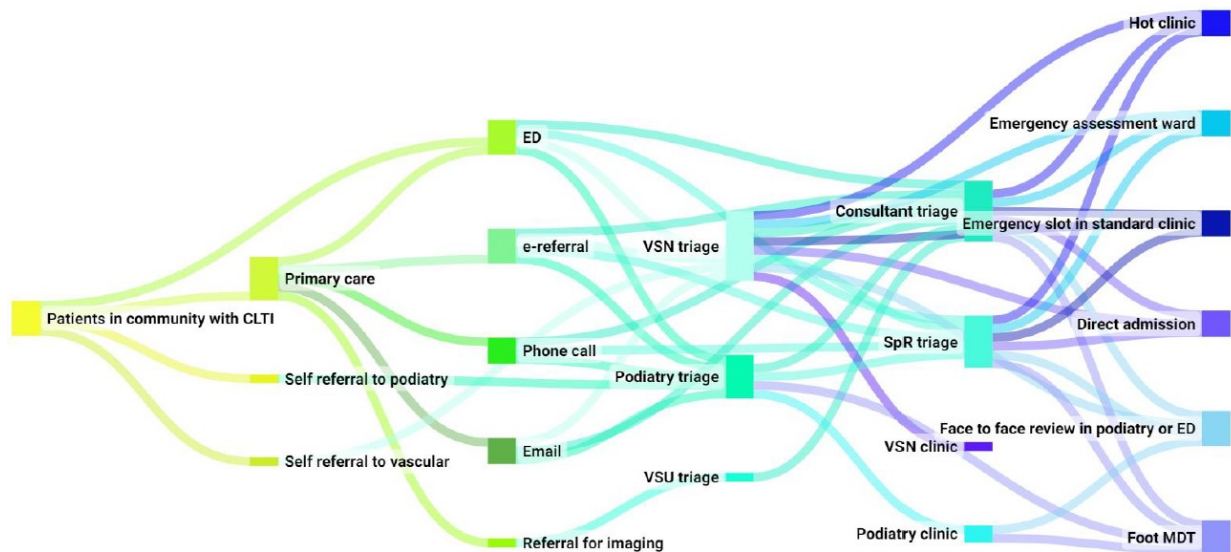 Hot clinic
Emergency assessment ward
ED
Consultant triage
Emergency slot in standard clinic
e-referral
VSN triage
Primary care
Patients in community with CLTI
Direct admission
SpR triage
Phone call
Podiatry triage
Self referral to podiatry
Face to face review in podiatry or ED
VSN clinic
Email
Self referral to vascular
VSU triage
Podiatry clinic
Foot MDT
Referral for imaging